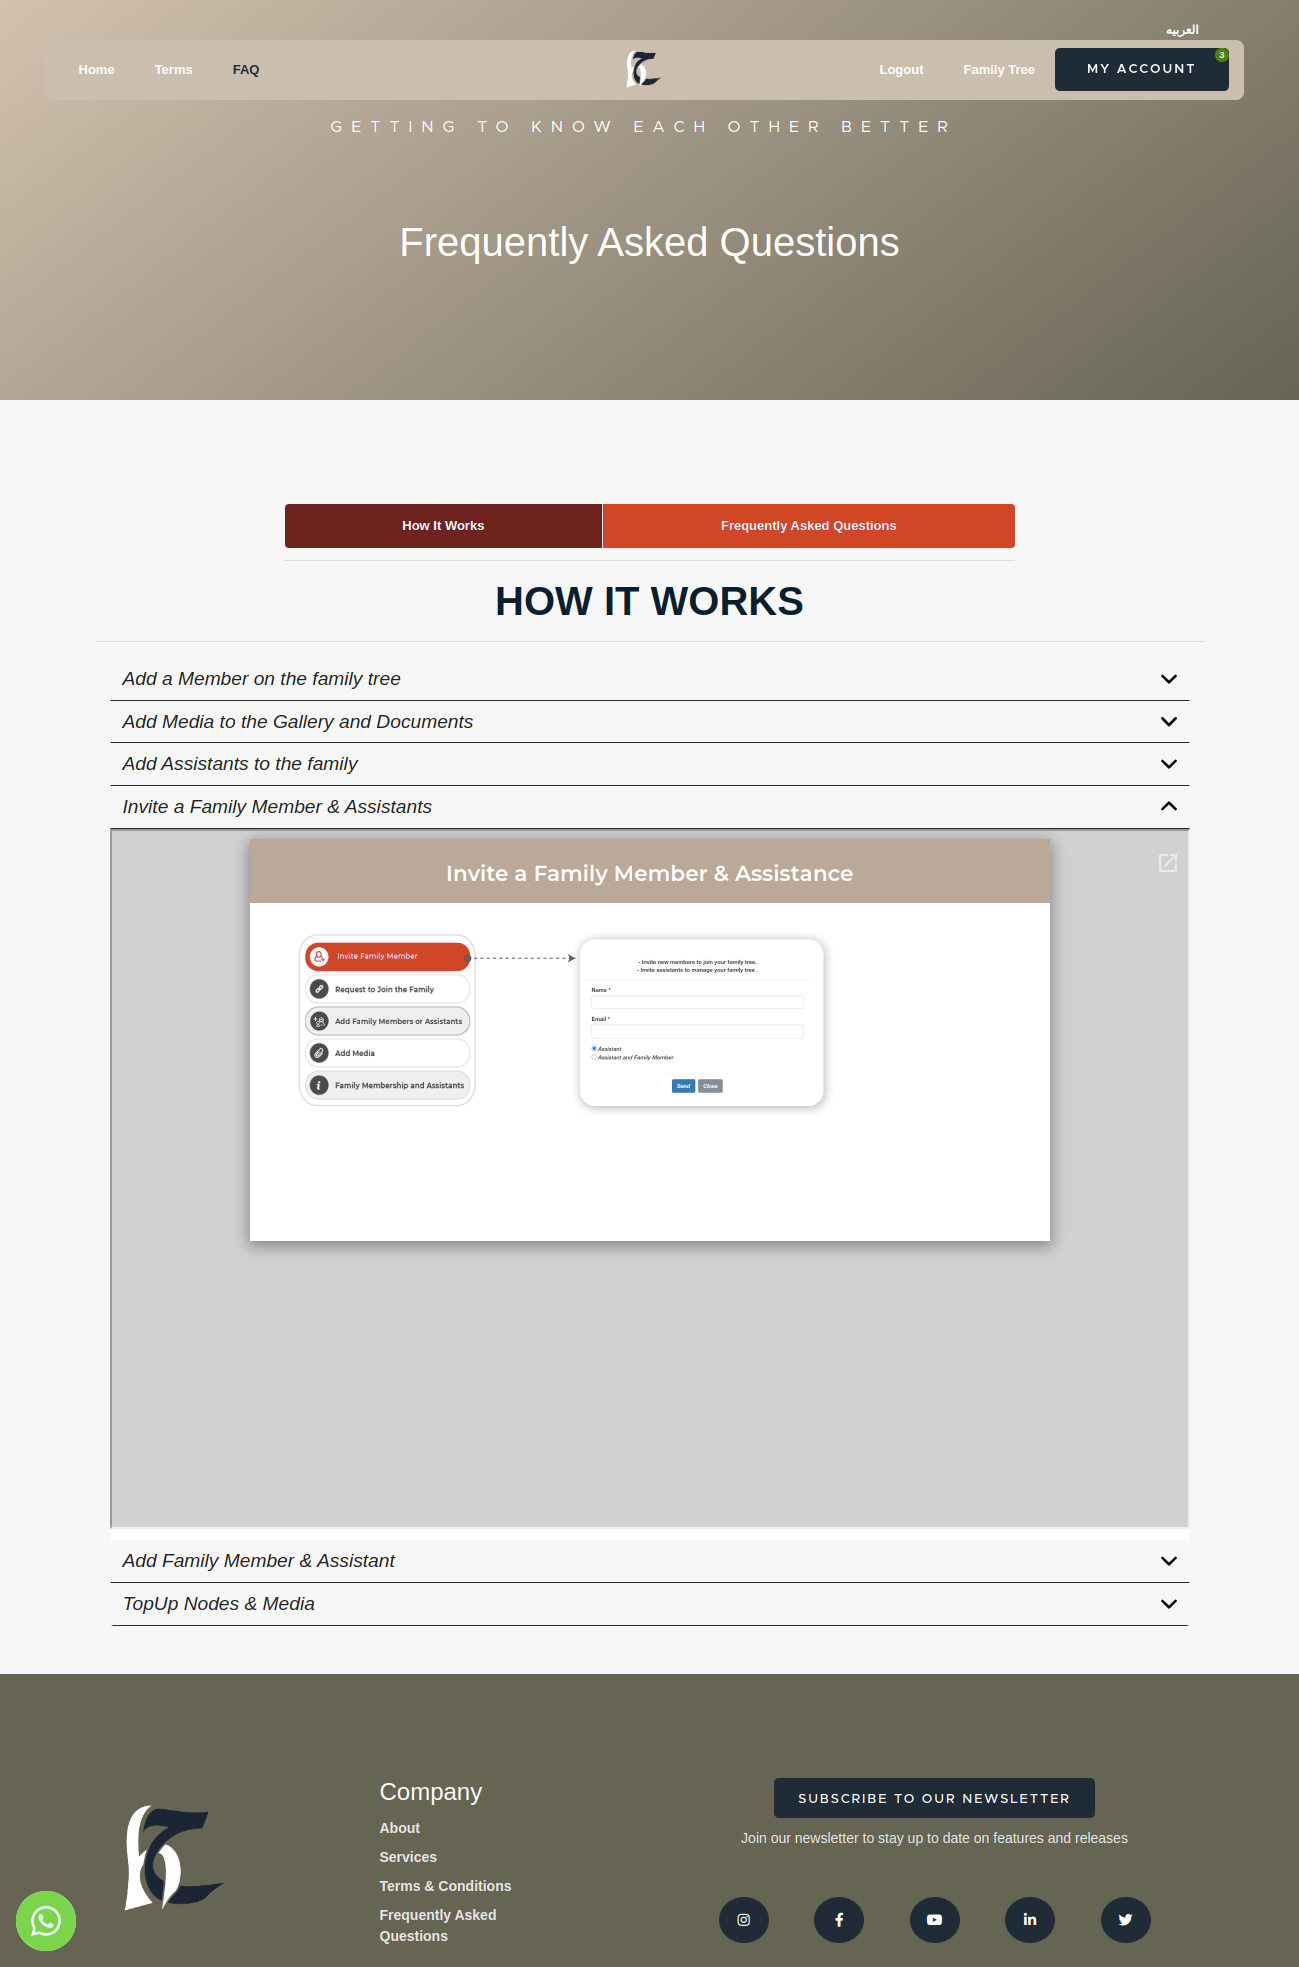 العربيه
Home
Terms
FAQ
Logout
Family Tree
MY ACCOUNT
3
GETTING TO KNOW EACH OTHER BETTER
Frequently Asked Questions
How It Works
Frequently Asked Questions
HOW IT WORKS
Add a Member on the family tree
Add Media to the Gallery and Documents
Add Assistants to the family
Invite a Family Member & Assistants
Invite a Family Member & Assistance
Invite Family Member
Request to Join the Family
Add Family Members or Assistants
Add Media
Family Membership and Assistants
- Invite new members to join your family tree.
- Invite assistants to manage your family tree .
Name *
Email *
Assistant
Assistant and Family Member
Send
Close
Add Family Member & Assistant
TopUp Nodes & Media
Company
About
Services
Terms & Conditions
Frequently Asked
Questions
SUBSCRIBE TO OUR NEWSLETTER
Join our newsletter to stay up to date on features and releases